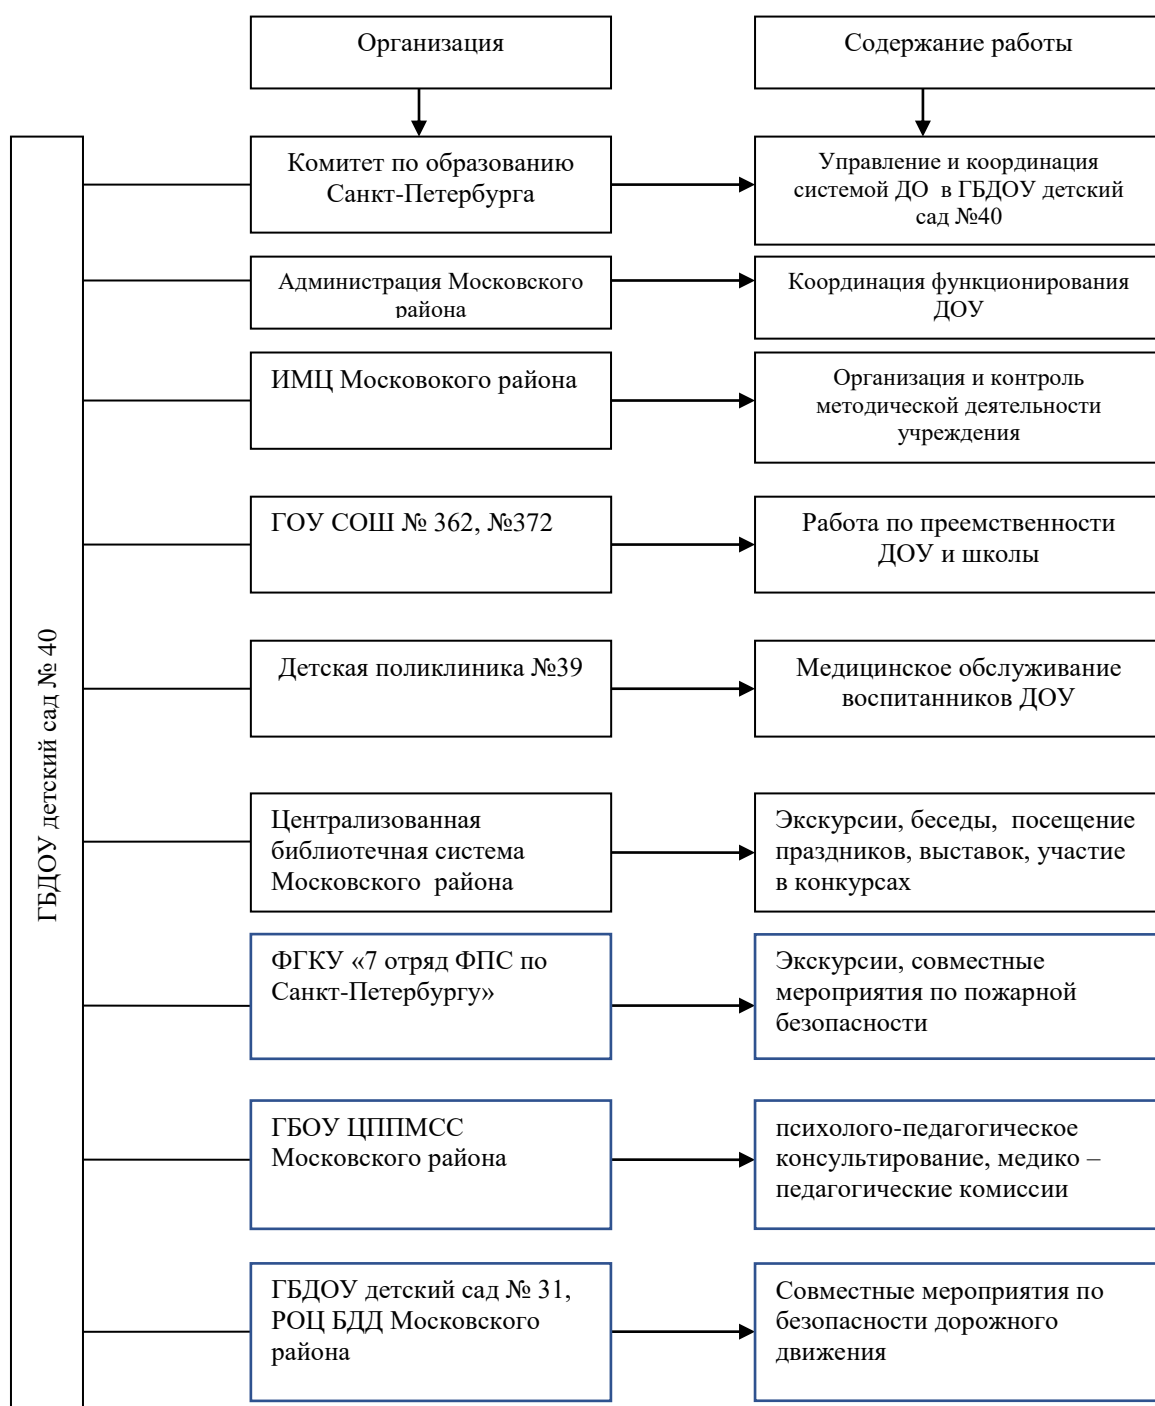 Организация
Содержание работы
ГБДОУ детский сад № 40
Комитет по образованию
Санкт-Петербурга
Управление и координация
системой ДО в ГБДОУ детский
сад №40
Администрация Московского
района
Координация функционирования
ДОУ
ИМЦ Московокого района
Организация и контроль
методической деятельности
учреждения
ГОУ СОШ № 362, №372
Работа по преемственности
ДОУ и школы
Детская поликлиника №39
Медицинское обслуживание
воспитанников ДОУ
Централизованная
библиотечная система
Московского района
Экскурсии, беседы, посещение
праздников, выставок, участие
в конкурсах
ФГКУ «7 отряд ФПС по
Санкт-Петербургу»
Экскурсии, совместные
мероприятия по пожарной
безопасности
ГБОУ ЦППМСС
Московского района
психолого-педагогическое
консультирование, медико –
педагогические комиссии
ГБДОУ детский сад № 31,
РОЦ БДД Московского
района
Совместные мероприятия по
безопасности дорожного
движения